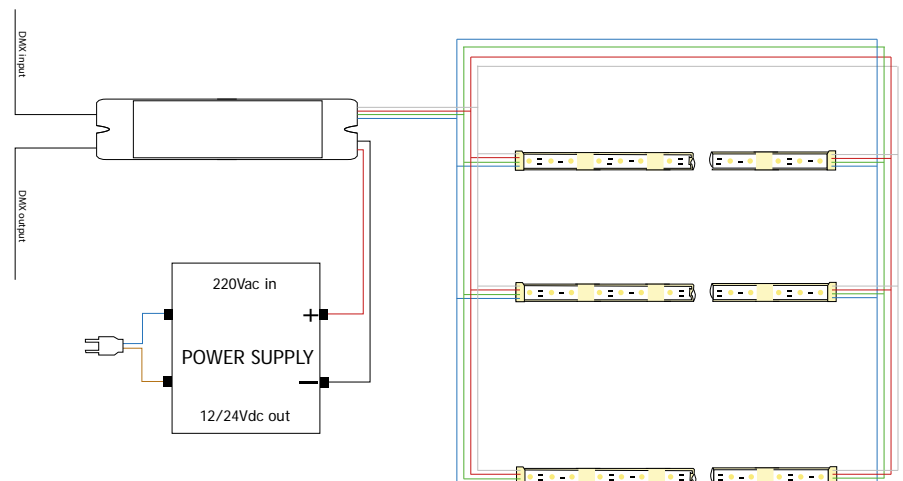 DMX input
DMX output
220Vac in
+
POWER SUPPLY
—
12/24Vdc out